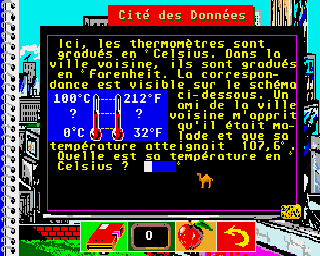 Cité des Données
Ici, les thermomètres sont
gradués en ° Celsius. Dans la
ville voisine, ils sont gradués
en ° Farenheit. La correspon-
dance est visible sur le schéma
ci-dessous. Un
ami de la ville
voisine m'apprit
qu'il était ma-
lade et que sa
température atteignait 107,6°.
Quelle est sa température en °
Celsius ?
100°C 212°F
? ?
0°C 32°F
0